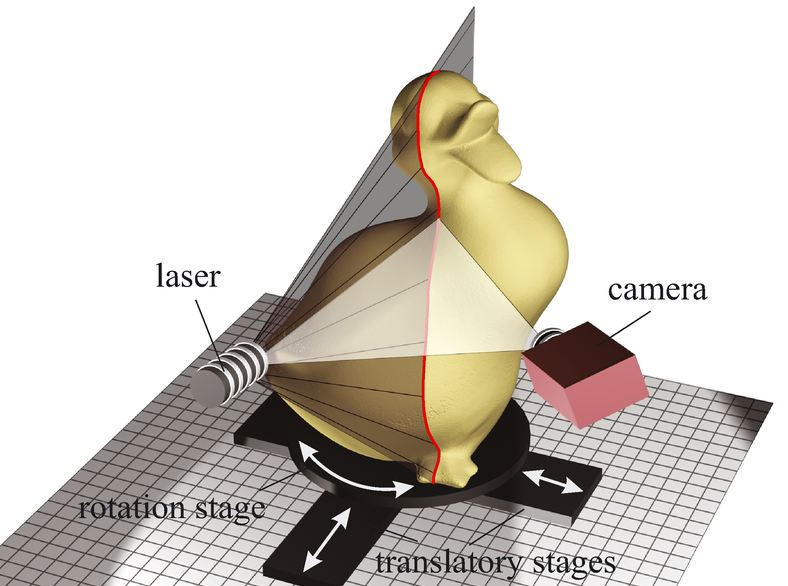 laser
camera
rotation stage
translatory stages